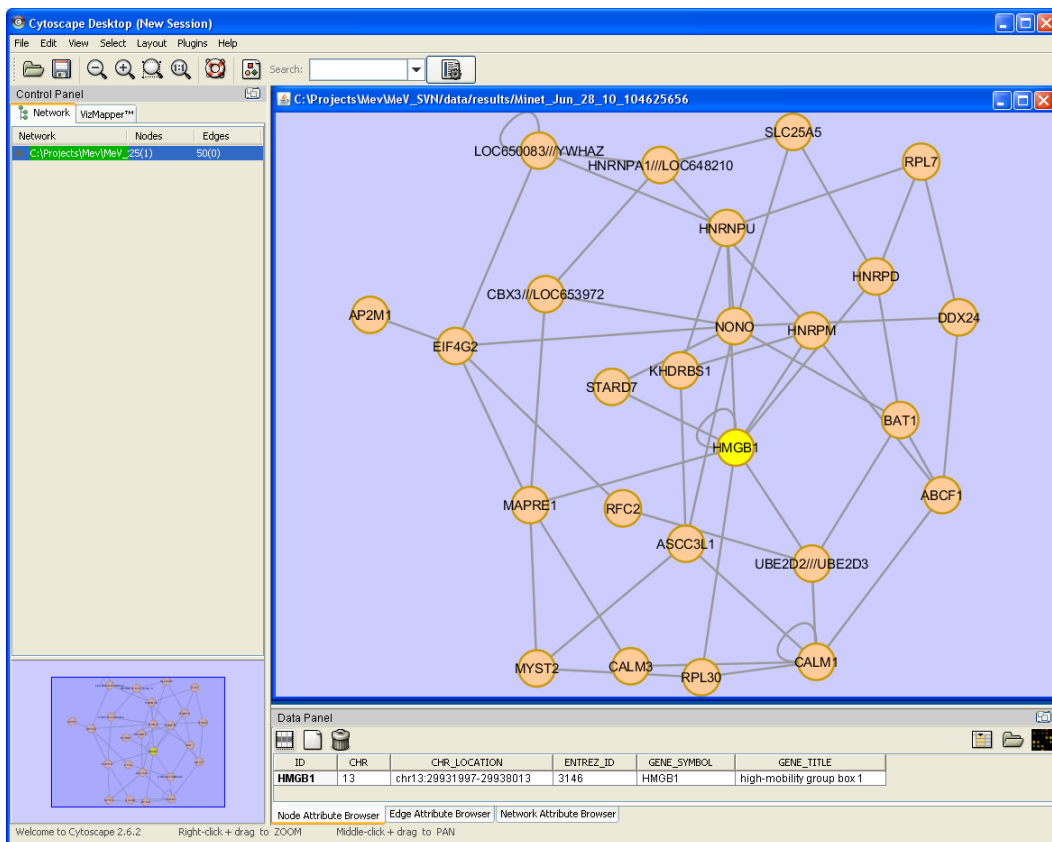 Cytoscape Desktop (New Session)
File Edit View Select Layout Plugins Help
Search:
Control Panel
Network VizMapper™
Network Nodes Edges
C:\Projects\Mev\MeV_ 25(1) 50(0)
C:\Projects\Mev\MeV_SVN/data/results/Minet_Jun_28_10_104625656
SLC25A5
LOC650083///YWHAZ
HNRNPA1///LOC648210
RPL7
HNRNPU
HNRPD
CBX3///LOC653972
AP2M1
NONO
HNRPM
DDX24
EIF4G2
KHDRBS1
STARD7
BAT1
HMGB1
ABCF1
MAPRE1
RFC2
ASCC3L1
UBE2D2///UBE2D3
MYST2
CALM3
RPL30
CALM1
Data Panel
ID CHR CHR_LOCATION ENTREZ_ID GENE_SYMBOL GENE_TITLE
HMGB1 13 chr13:29931997-29938013 3146 HMGB1 high-mobility group box 1
Node Attribute Browser Edge Attribute Browser Network Attribute Browser
Welcome to Cytoscape 2.6.2 Right-click + drag to ZOOM Middle-click + drag to PAN